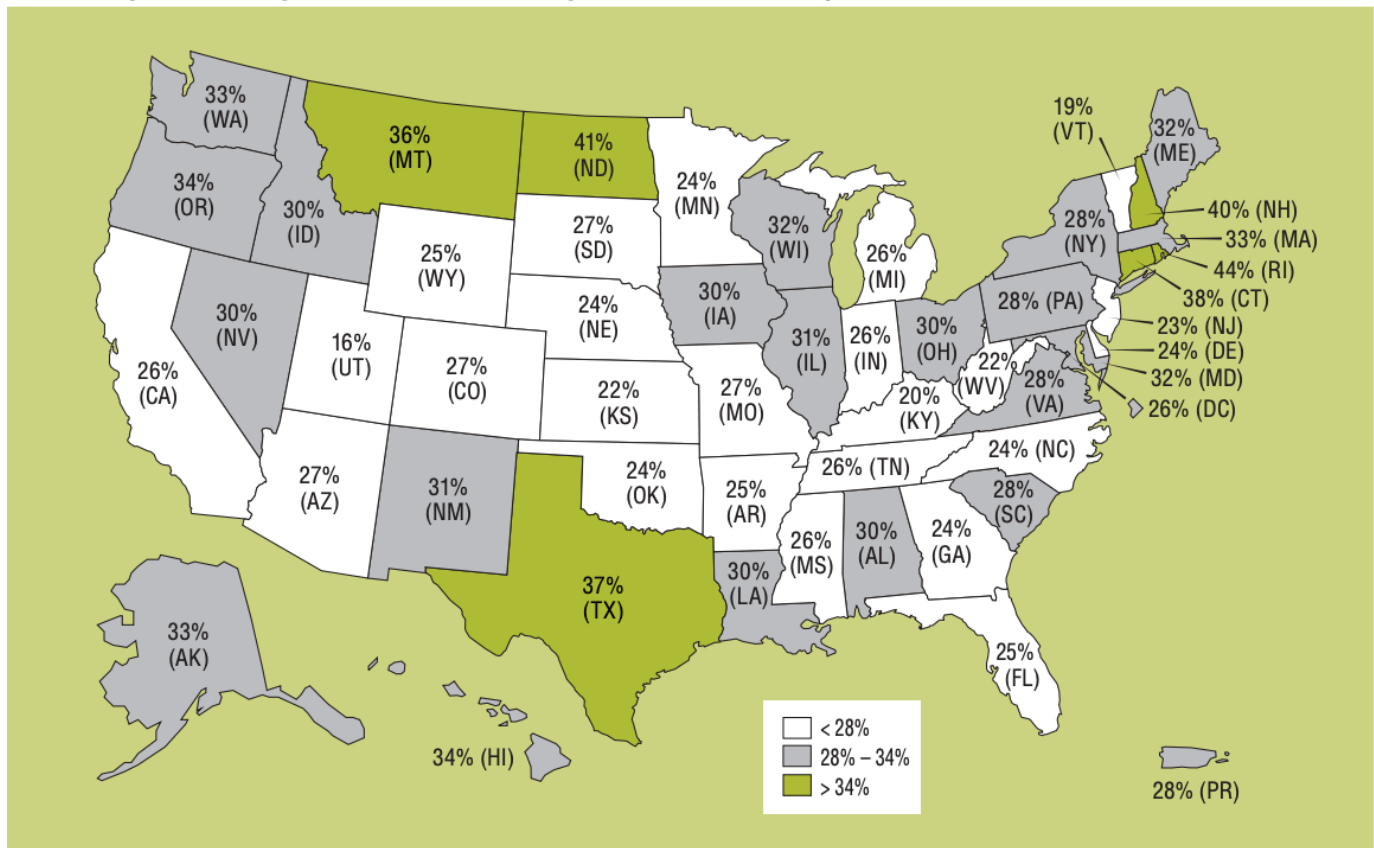 33%
(WA)
34%
(OR)
30%
(ID)
36%
(MT)
41%
(ND)
24%
(MN)
27%
(SD)
25%
(WY)
24%
(NE)
30%
(NV)
16%
(UT)
27%
(CO)
26%
(CA)
22%
(KS)
27%
(AZ)
31%
(NM)
24%
(OK)
37%
(TX)
32%
(WI)
30%
(IA)
31%
(IL)
27%
(MO)
25%
(AR)
30%
(LA)
26%
(MS)
30%
(AL)
24%
(GA)
25%
(FL)
26%
(MI)
26%
(IN)
30%
(OH)
20%
(KY)
26% (TN)
22%
(WV)
28%
(VA)
24% (NC)
28%
(SC)
28% (PA)
28%
(NY)
19%
(VT)
32%
(ME)
40% (NH)
33% (MA)
44% (RI)
38% (CT)
23% (NJ)
24% (DE)
32% (MD)
26% (DC)
33%
(AK)
34% (HI)
28% (PR)
< 28%
28% – 34%
> 34%